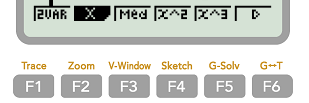 2VAR X Med X^2 X^3 ▷
Trace Zoom V-Window Sketch G-Solv G↔T
F1 F2 F3 F4 F5 F6